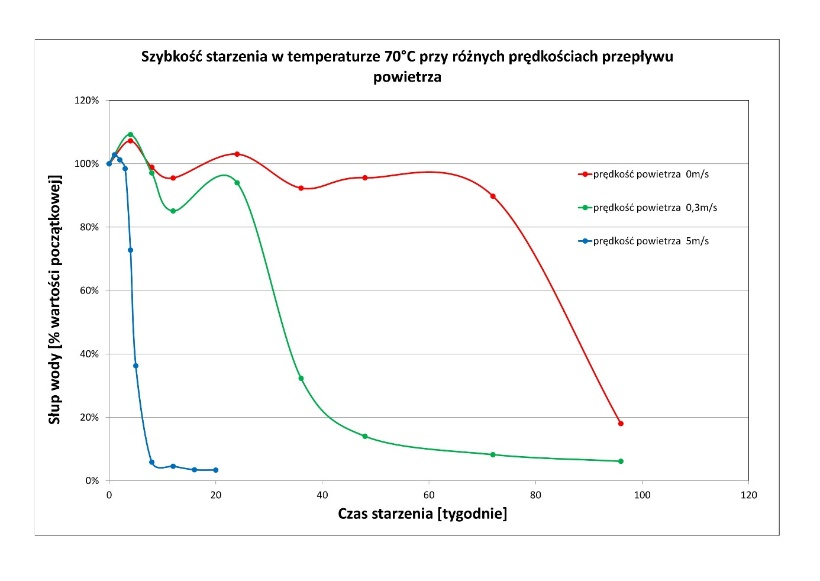 Szybkość starzenia w temperaturze 70°C przy różnych prędkościach przepływu
powietrza
120%
100%
80%
60%
40%
20%
0%
Słup wody [% wartości początkowej]
prędkość powietrza 0m/s
prędkość powietrza 0,3m/s
prędkość powietrza 5m/s
0 20 40 60 80 100 120
Czas starzenia [tygodnie]